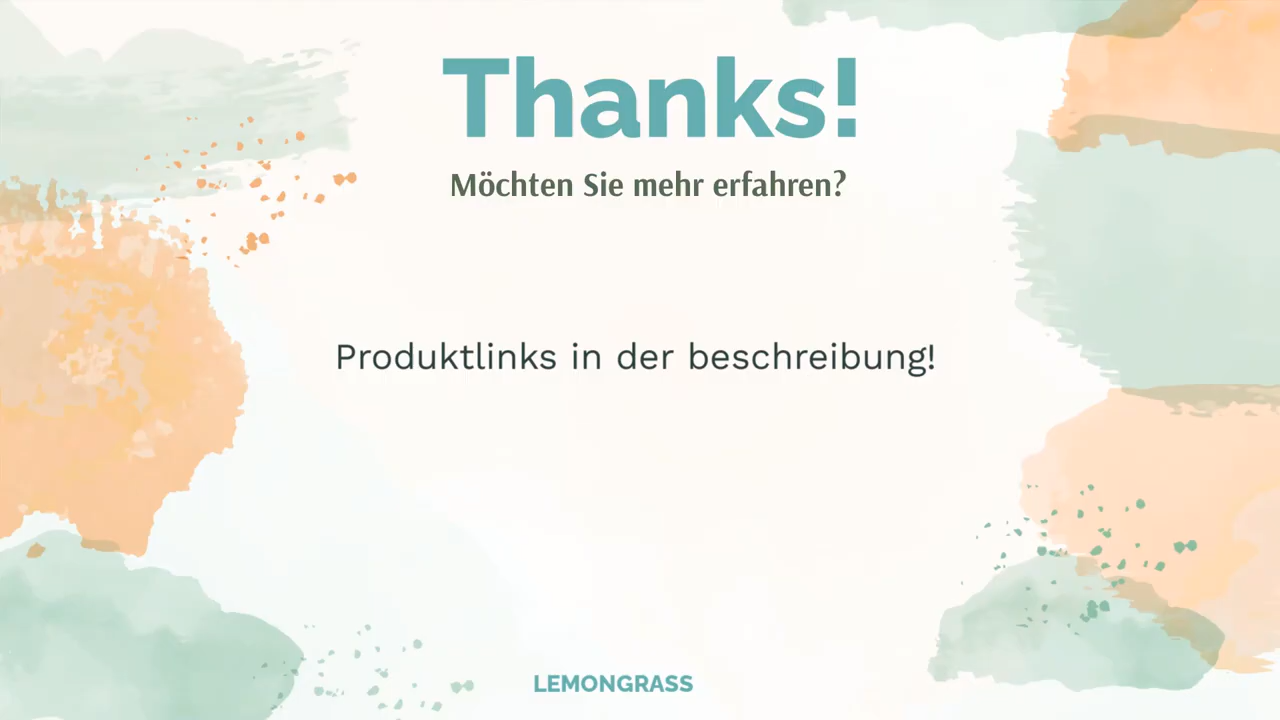 Thanks!
Möchten Sie mehr erfahren?
Produktlinks in der beschreibung!
LEMONGRASS